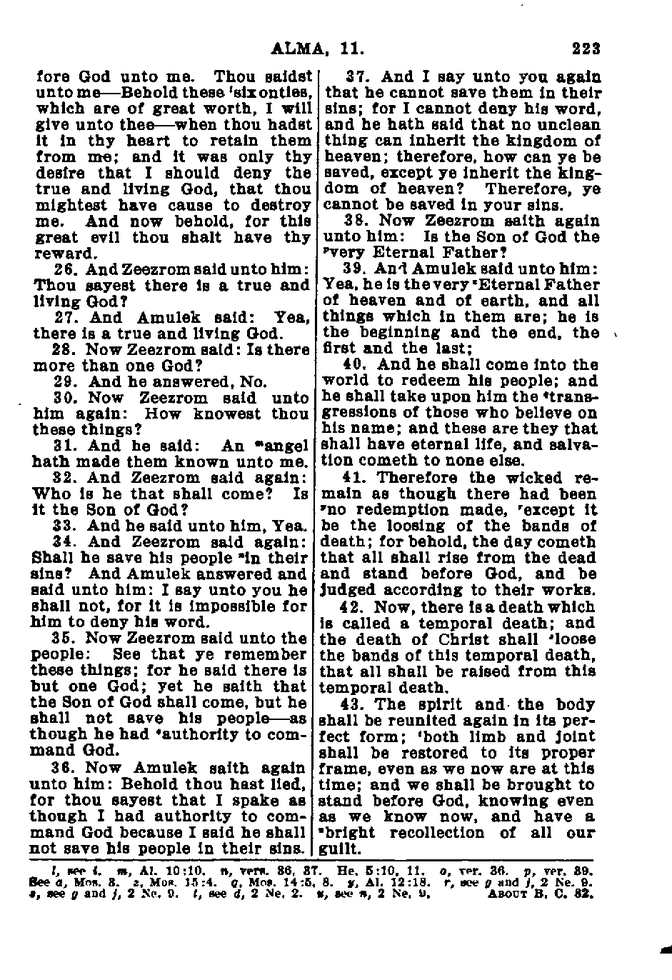 ALMA, 11. 223
fore God unto me. Thou saidst
unto me—Behold these ˡsix onties,
which are of great worth, I will
give unto thee—when thou hadst
it in thy heart to retain them
from me; and it was only thy
desire that I should deny the
true and living God, that thou
mightest have cause to destroy
me. And now behold, for this
great evil thou shalt have thy
reward.
26. And Zeezrom said unto him:
Thou sayest there is a true and
living God?
27. And Amulek said: Yea,
there is a true and living God.
28. Now Zeezrom said: Is there
more than one God?
29. And he answered, No.
30. Now Zeezrom said unto
him again: How knowest thou
these things?
31. And he said: An ᵐangel
hath made them known unto me.
32. And Zeezrom said again:
Who is he that shall come? Is
it the Son of God?
33. And he said unto him, Yea.
34. And Zeezrom said again:
Shall he save his people ⁿin their
sins? And Amulek answered and
said unto him: I say unto you he
shall not, for it is impossible for
him to deny his word.
35. Now Zeezrom said unto the
people: See that ye remember
these things; for he said there is
but one God; yet he saith that
the Son of God shall come, but he
shall not save his people—as
though he had ᵒauthority to com-
mand God.
36. Now Amulek saith again
unto him: Behold thou hast lied,
for thou sayest that I spake as
though I had authority to com-
mand God because I said he shall
not save his people in their sins.
37. And I say unto you again
that he cannot save them in their
sins; for I cannot deny his word,
and he hath said that no unclean
thing can inherit the kingdom of
heaven; therefore, how can ye be
saved, except ye inherit the king-
dom of heaven? Therefore, ye
cannot be saved in your sins.
38. Now Zeezrom saith again
unto him: Is the Son of God the
ᵖvery Eternal Father?
39. And Amulek said unto him:
Yea, he is the very ᶻEternal Father
of heaven and of earth, and all
things which in them are; he is
the beginning and the end, the
first and the last;
40. And he shall come into the
world to redeem his people; and
he shall take upon him the qtrans-
gressions of those who believe on
his name; and these are they that
shall have eternal life, and salva-
tion cometh to none else.
41. Therefore the wicked re-
main as though there had been
ʸno redemption made, ʳexcept it
be the loosing of the bands of
death; for behold, the day cometh
that all shall rise from the dead
and stand before God, and be
judged according to their works.
42. Now, there is a death which
is called a temporal death; and
the death of Christ shall ˢloose
the bands of this temporal death,
that all shall be raised from this
temporal death.
43. The spirit and the body
shall be reunited again in its per-
fect form; ᵗboth limb and joint
shall be restored to its proper
frame, even as we now are at this
time; and we shall be brought to
stand before God, knowing even
as we know now, and have a
ᵘbright recollection of all our
guilt.
l, see i. m, Al. 10:10. n, vers. 36, 37. He. 5:10, 11. o, ver. 36. p, ver. 39.
See a, Mos. 3. z, Mos. 15:4. q, Mos. 14:5, 8. y, Al. 12:18. r, see g and j, 2 Ne. 9.
s, see g and j, 2 Ne. 9. t, see d, 2 Ne. 2. u, see n, 2 Ne. 9. ABOUT B. C. 82.